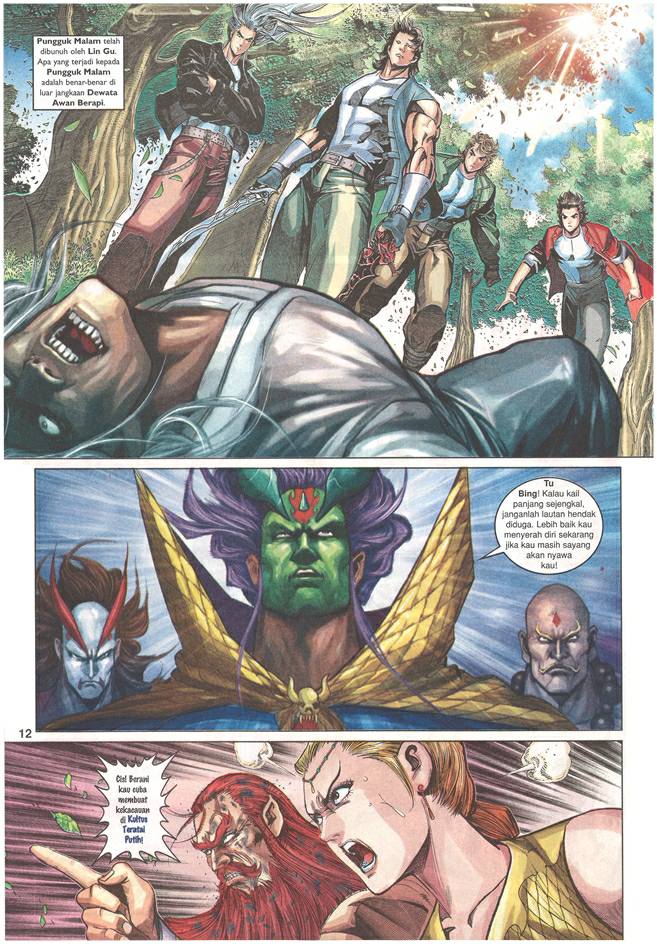 Pungguk Malam telah
dibunuh oleh Lin Gu.
Apa yang terjadi kepada
Pungguk Malam
adalah benar-benar di
luar jangkaan Dewata
Awan Berapi.
Tu
Bing! Kalau kail
panjang sejengkal,
janganlah lautan hendak
diduga. Lebih baik kau
menyerah diri sekarang
jika kau masih sayang
akan nyawa
kau!
12
Cis! Berani
kau cuba
membuat
kekacauan
di Kultus
Teratai
Putih!